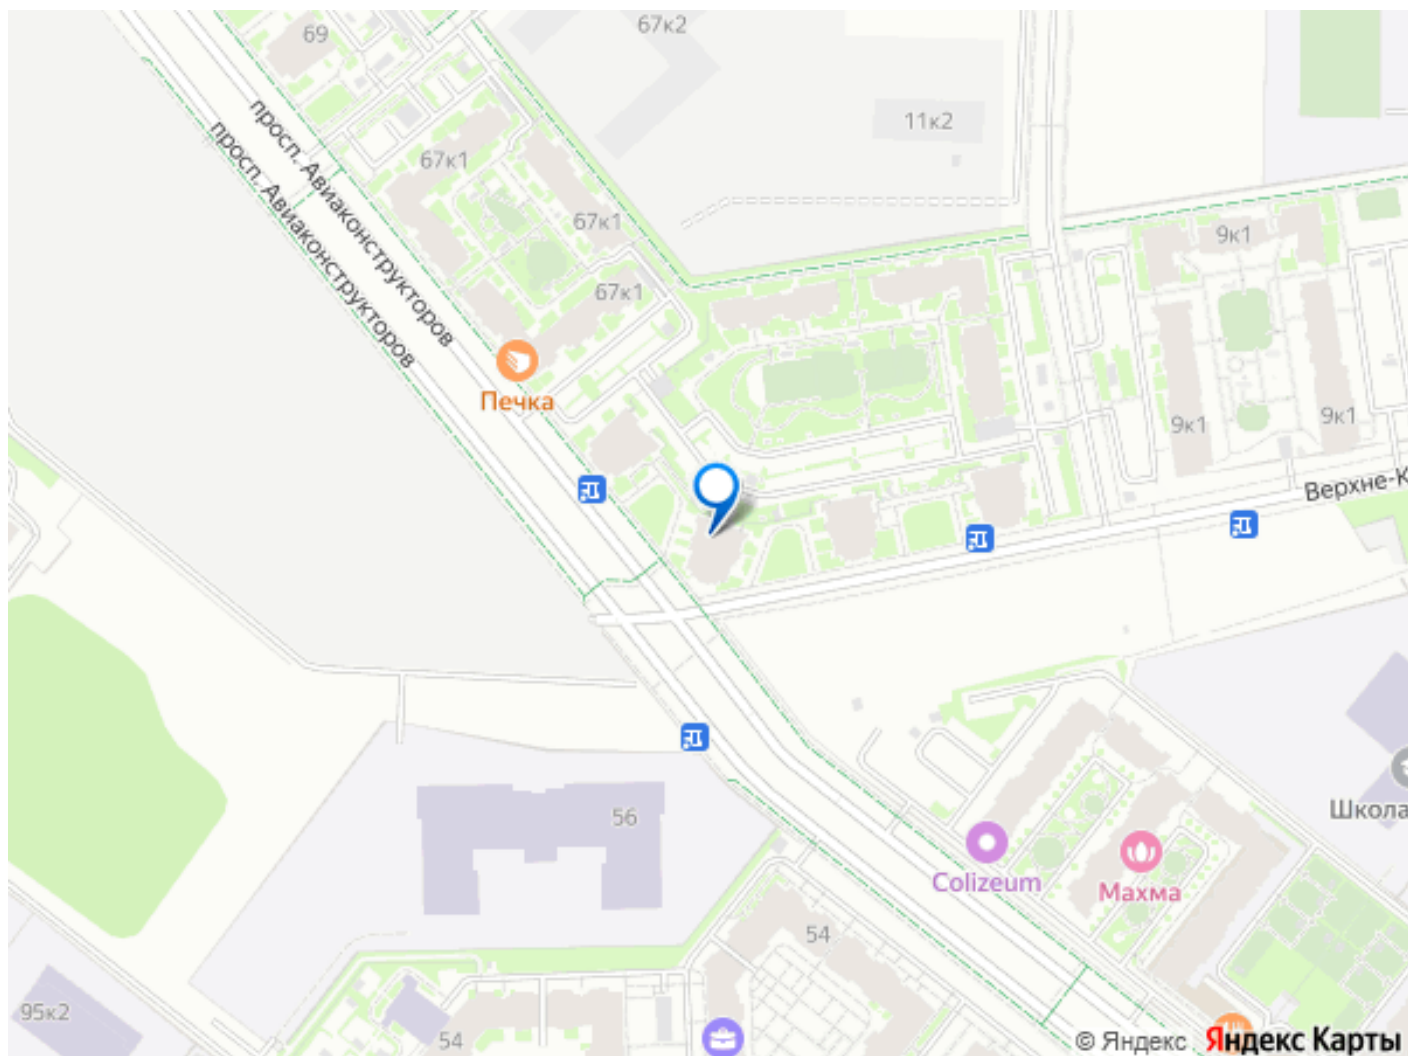 69
67к2
11к2
просп. Авиаконструкторов
просп. Авиаконструкторов
67к1
67к1
9к1
67к1
Печка
9к1
9к1
Верхне-К
56
Школа
Colizeum
Махма
54
95к2
54
© Яндекс Яндекс Карты